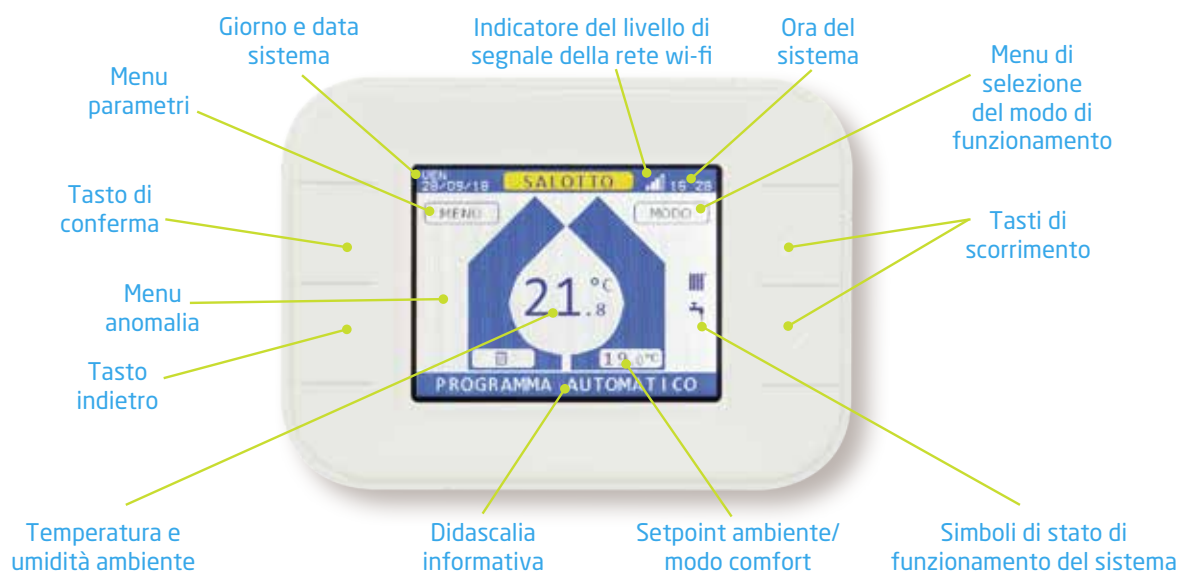 Giorno e data
sistema
Indicatore del livello di
segnale della rete wi-fi
Ora del
sistema
Menu di
selezione
del modo di
funzionamento
Menu
parametri
Tasto di
conferma
Menu
anomalia
Tasto
indietro
VEN
28/09/18
SALOTTO
16 28
MENU
MODO
21.8 °C
19.0°C
PROGRAMMA AUTOMATICO
Tasti di
scorrimento
Temperatura e
umidità ambiente
Didascalia
informativa
Setpoint ambiente/
modo comfort
Simboli di stato di
funzionamento del sistema